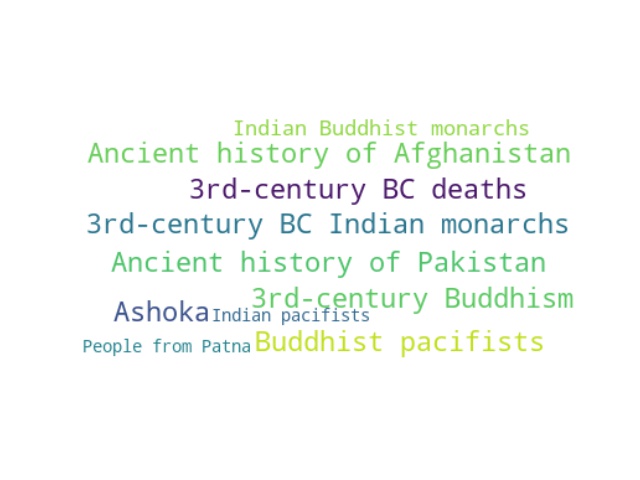 Indian Buddhist monarchs
Ancient history of Afghanistan
3rd-century BC deaths
3rd-century BC Indian monarchs
Ancient history of Pakistan
3rd-century Buddhism
Ashoka
Indian pacifists
People from Patna
Buddhist pacifists